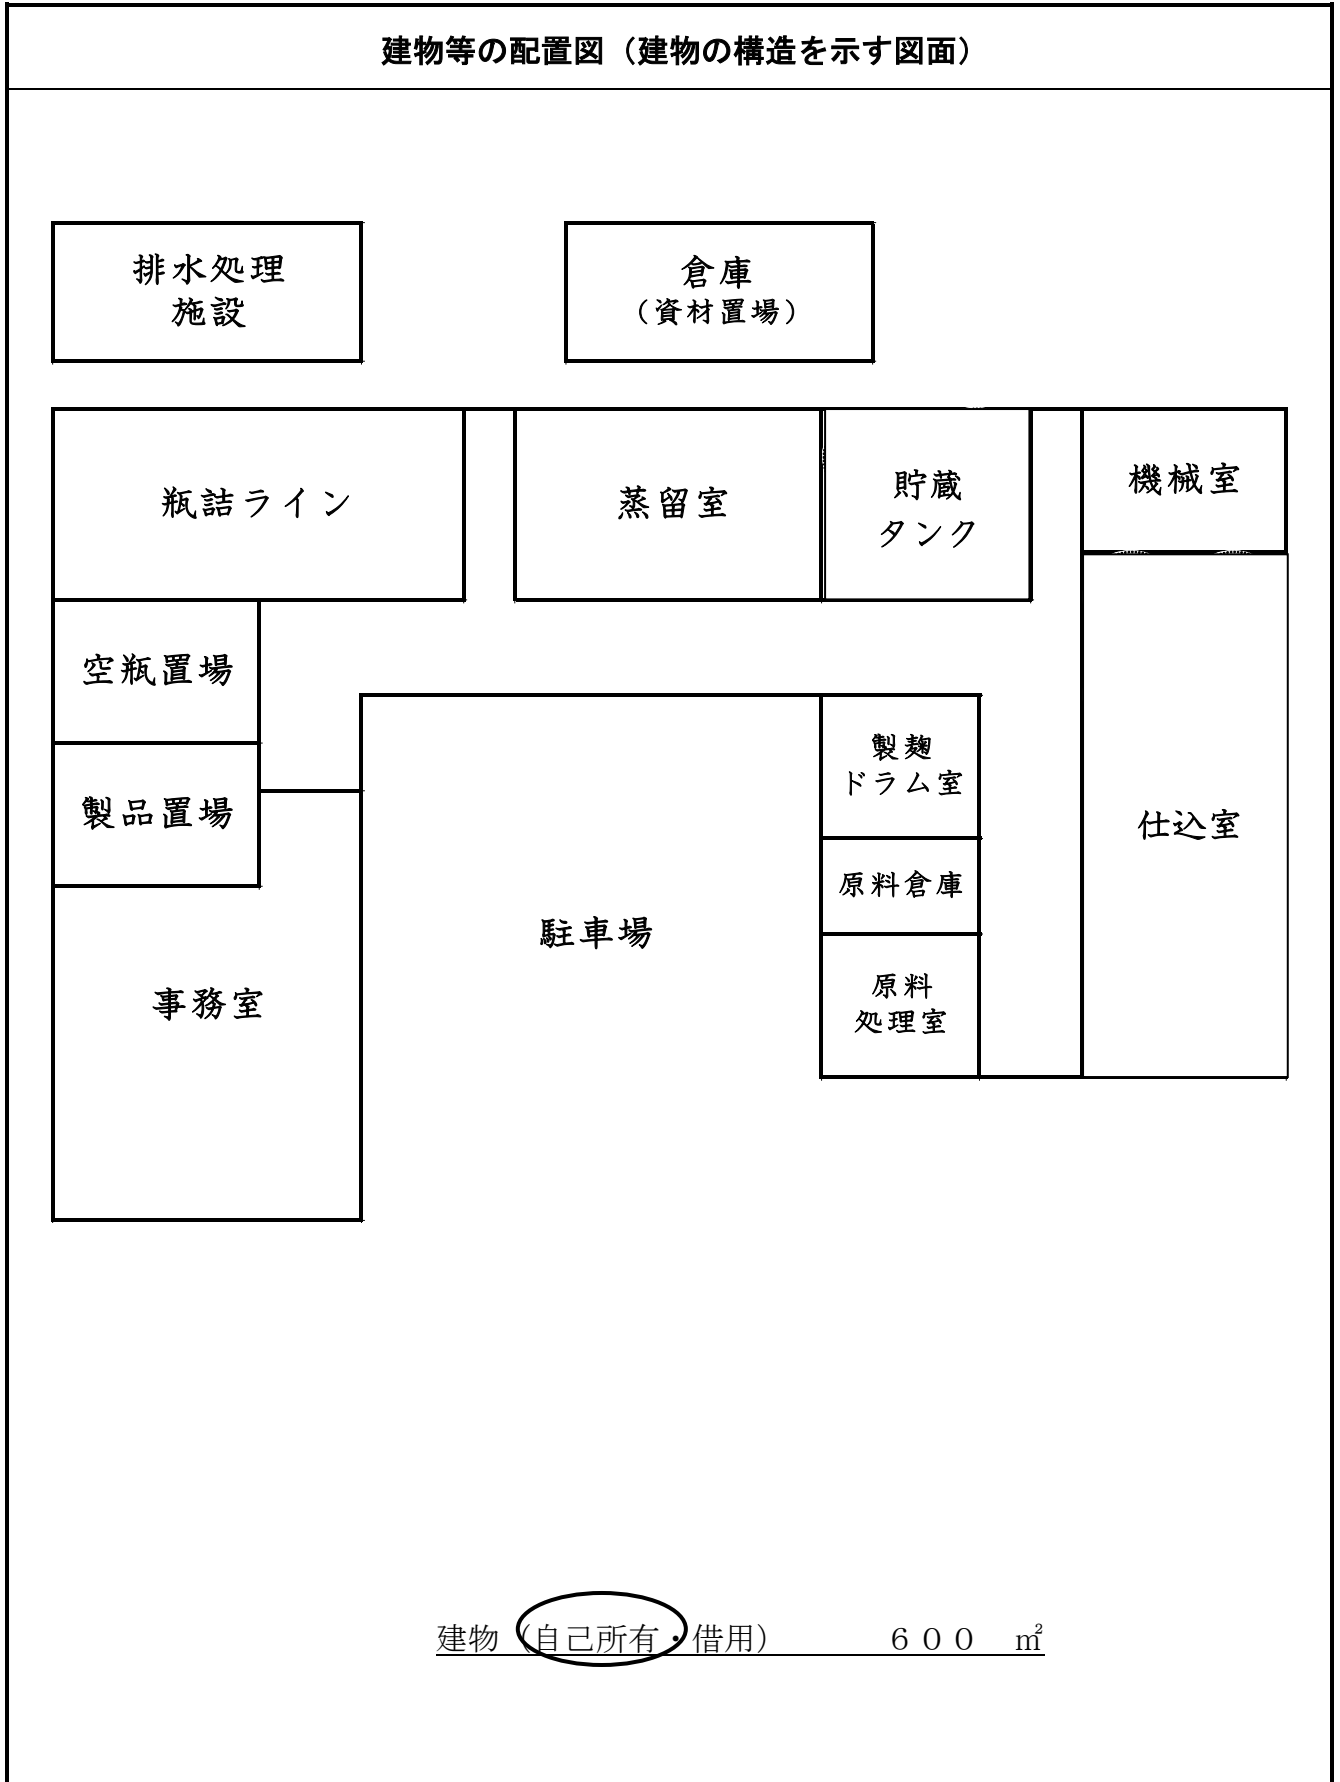 建物等の配置図（建物の構造を示す図面）
排水処理
施設
倉庫
（資材置場）
瓶詰ライン
蒸留室
貯蔵
タンク
機械室
空瓶置場
製品置場
製麹
ドラム室
原料倉庫
原料
処理室
仕込室
駐車場
事務室
建物（自己所有・借用）　　　６００　㎡